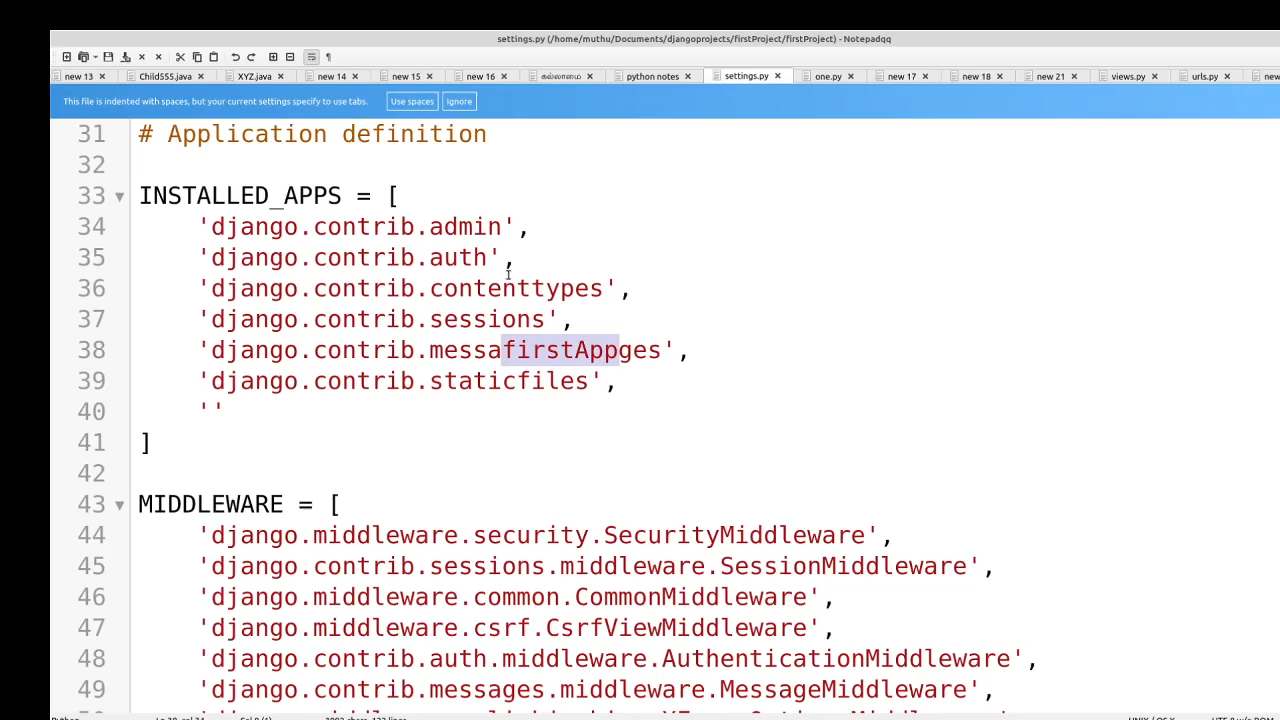 settings.py (/home/muthu/Documents/djangoprojects/firstProject/firstProject) - Notepadqq
new 13 Child555.java XYZ.java new 14 new 15 new 16 கல்லாமை python notes settings.py one.py new 17 new 18 new 21 views.py urls.py new
This file is indented with spaces, but your current settings specify to use tabs. Use spaces Ignore
31 # Application definition
32
33 INSTALLED_APPS = [
34 'django.contrib.admin',
35 'django.contrib.auth',
36 'django.contrib.contenttypes',
37 'django.contrib.sessions',
38 'django.contrib.messafirstAppges',
39 'django.contrib.staticfiles',
40 ''
41 ]
42
43 MIDDLEWARE = [
44 'django.middleware.security.SecurityMiddleware',
45 'django.contrib.sessions.middleware.SessionMiddleware',
46 'django.middleware.common.CommonMiddleware',
47 'django.middleware.csrf.CsrfViewMiddleware',
48 'django.contrib.auth.middleware.AuthenticationMiddleware',
49 'django.contrib.messages.middleware.MessageMiddleware',